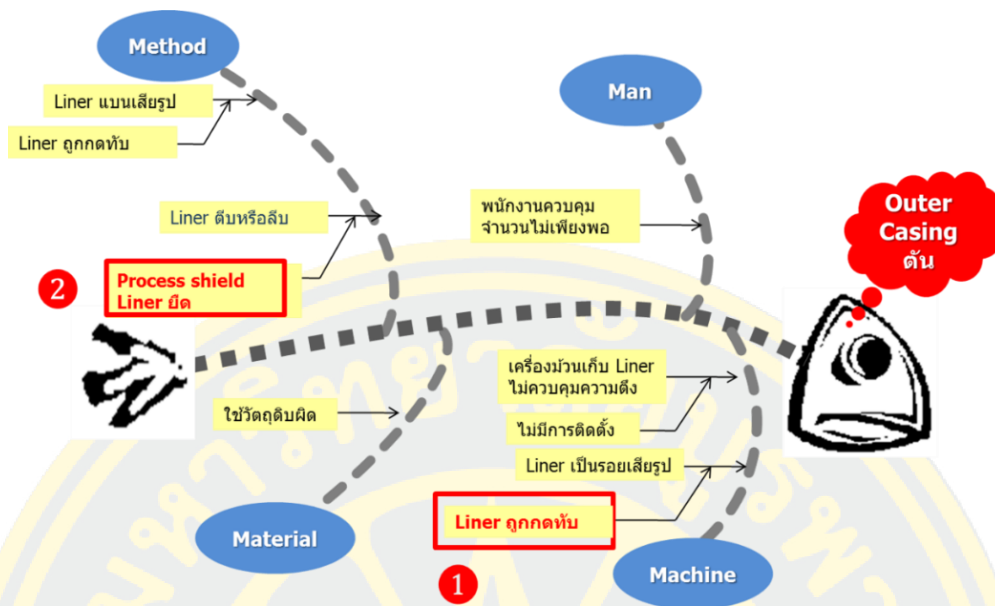 Method
Liner แบนเสียรูป
Liner ถูกกดทับ
Liner ตีบหรือลีบ
Process shield
Liner ยืด
2
Man
พนักงานควบคุม
จำนวนไม่เพียงพอ
Outer
Casing
ตัน
ใช้วัตถุดิบผิด
Material
เครื่องม้วนเก็บ Liner
ไม่ควบคุมความตึง
ไม่มีการติดตั้ง
Liner เป็นรอยเสียรูป
Liner ถูกกดทับ
1
Machine